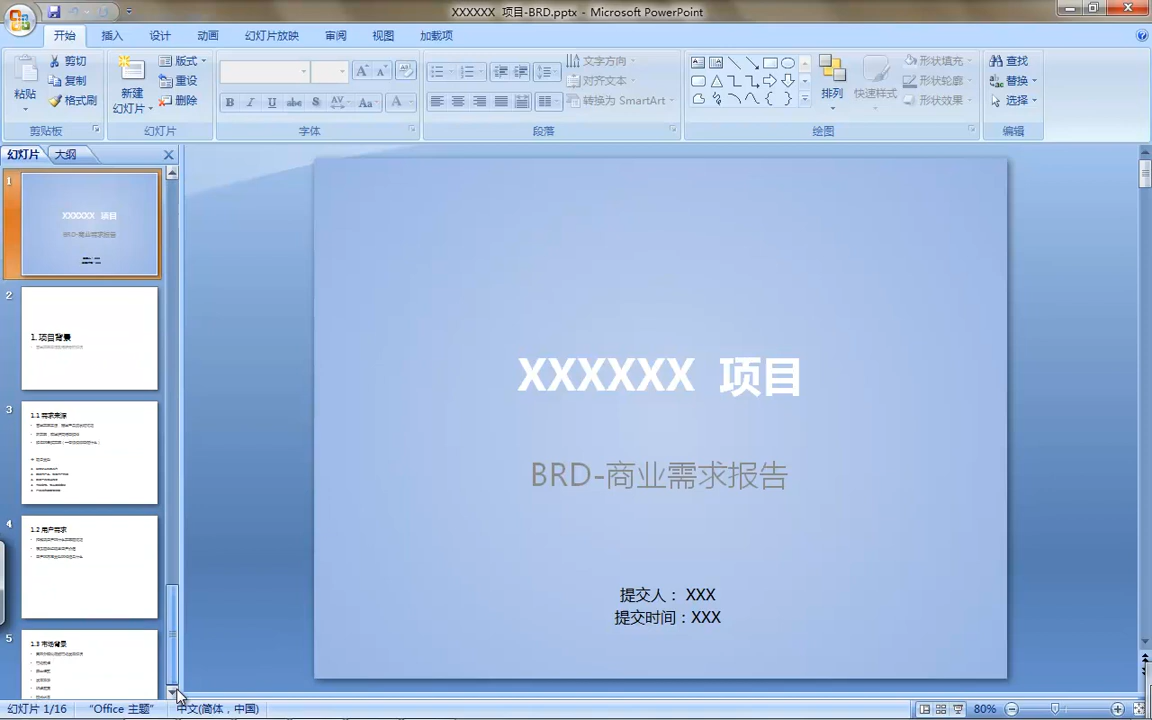 XXXXXX 项目-BRD.pptx - Microsoft PowerPoint
开始 插入 设计 动画 幻灯片放映 审阅 视图 加载项
粘贴 剪切 复制 格式刷
新建 幻灯片 版式 重设 删除
文字方向 对齐文本 转换为 SmartArt
排列 快速样式 形状填充 形状轮廓 形状效果
查找 替换 选择
剪贴板 幻灯片 字体 段落 绘图 编辑
幻灯片 大纲
1
XXXXXX 项目
BRD-商业需求报告
2
1. 项目背景
3
1.1 需求来源
4
1.2 用户需求
5
1.3 市场背景
XXXXXX 项目
BRD-商业需求报告
提交人： XXX
提交时间：XXX
幻灯片 1/16 “Office 主题” 中文(简体，中国) 80%